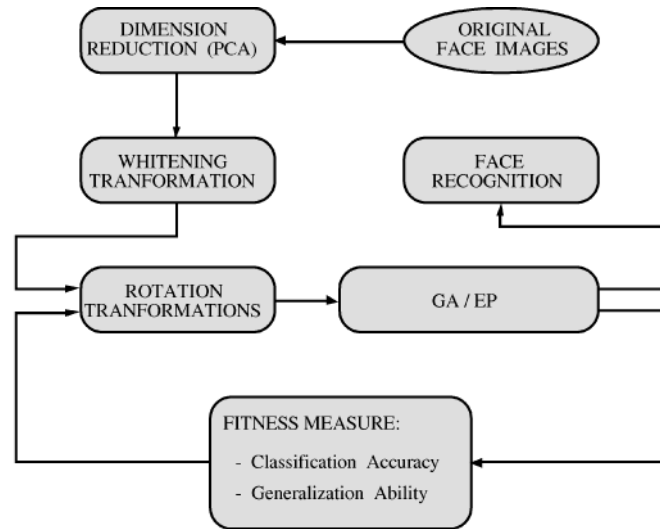 DIMENSION
REDUCTION (PCA)
ORIGINAL
FACE IMAGES
WHITENING
TRANFORMATION
FACE
RECOGNITION
ROTATION
TRANFORMATIONS
GA / EP
FITNESS MEASURE:
- Classification Accuracy
- Generalization Ability